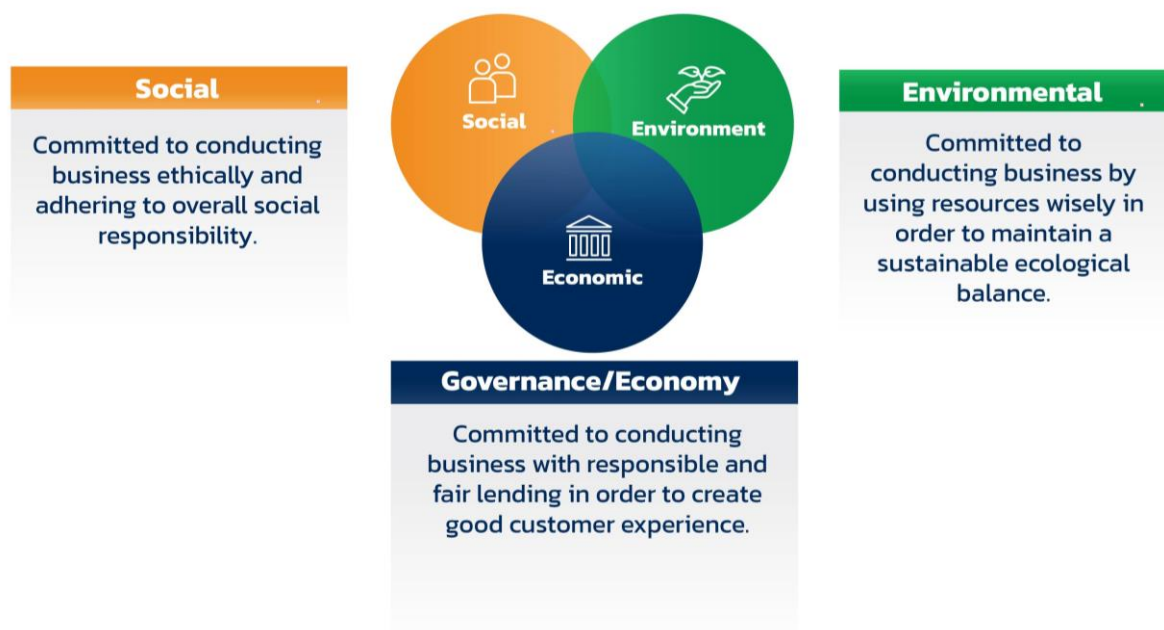 Social
Committed to conducting
business ethically and
adhering to overall social
responsibility.
Social
Environment
Economic
Environmental
Committed to
conducting business by
using resources wisely in
order to maintain a
sustainable ecological
balance.
Governance/Economy
Committed to conducting
business with responsible and
fair lending in order to create
good customer experience.